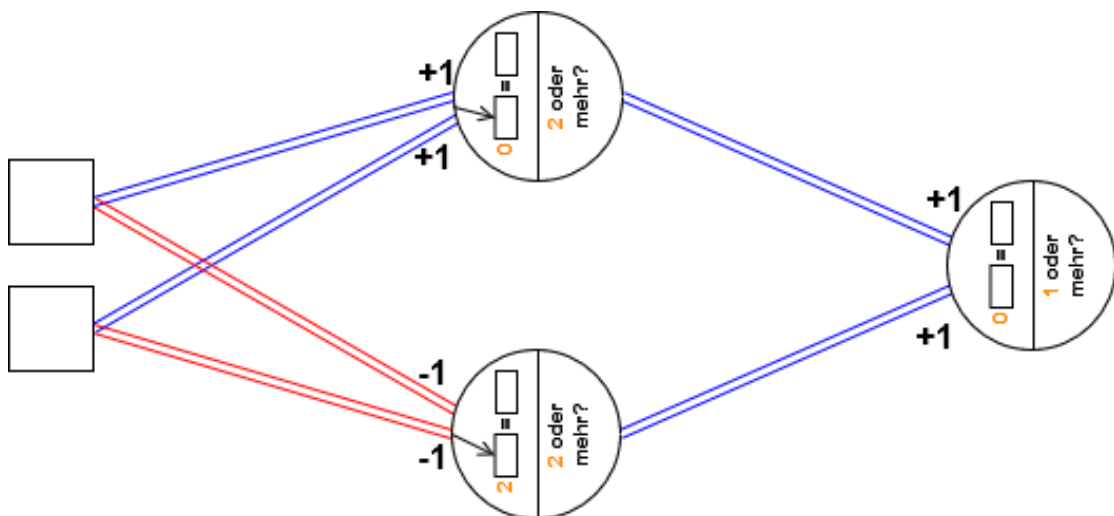 +1
+1
0 =
2 oder
mehr?
-1
-1
2 =
2 oder
mehr?
+1
+1
0 =
1 oder
mehr?